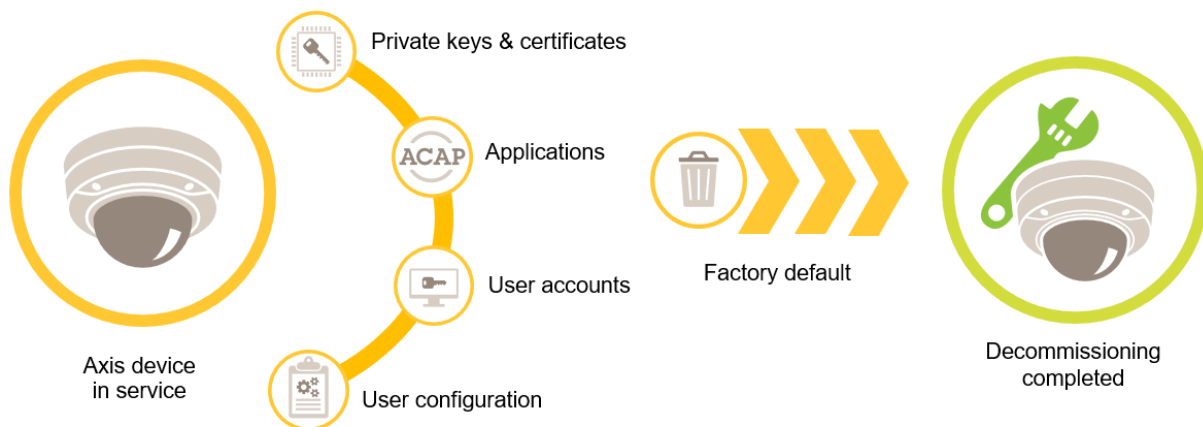 Private keys & certificates
ACAP
Applications
User accounts
User configuration
Axis device
in service
Factory default
Decommissioning
completed